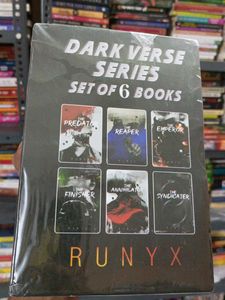 DARK VERSE
SERIES
SET OF 6 BOOKS
THE
PREDATOR
THE
REAPER
THE
EMPEROR
THE
FINISHER
THE
ANNIHILATOR
THE
SYNDICATER
RUNYX